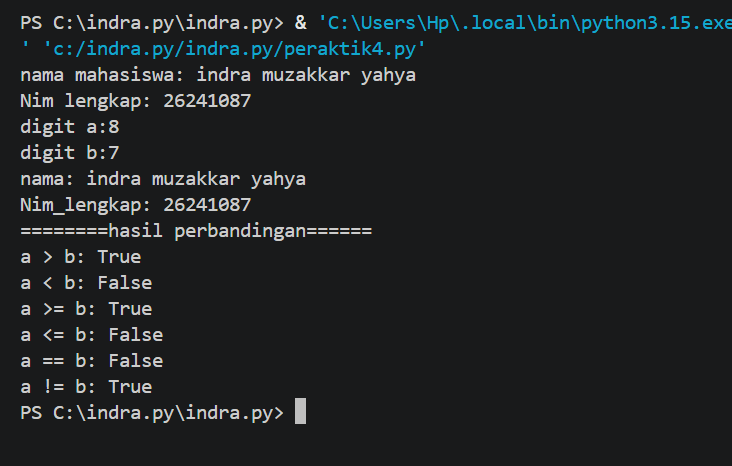 PS C:\indra.py\indra.py> & 'C:\Users\Hp\.local\bin\python3.15.exe
' 'c:/indra.py/indra.py/peraktik4.py'
nama mahasiswa: indra muzakkar yahya
Nim lengkap: 26241087
digit a:8
digit b:7
nama: indra muzakkar yahya
Nim_lengkap: 26241087
========hasil perbandingan======
a > b: True
a < b: False
a >= b: True
a <= b: False
a == b: False
a != b: True
PS C:\indra.py\indra.py>